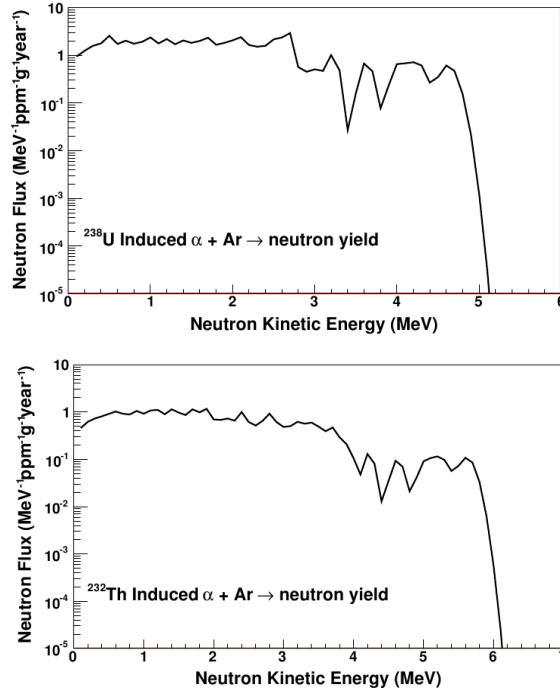 10
1
10⁻¹
10⁻²
10⁻³
10⁻⁴
10⁻⁵
Neutron Flux (MeV⁻¹ppm⁻¹g⁻¹year⁻¹)
²³⁸U Induced α + Ar → neutron yield
0 1 2 3 4 5 6
Neutron Kinetic Energy (MeV)
10
1
10⁻¹
10⁻²
10⁻³
10⁻⁴
10⁻⁵
Neutron Flux (MeV⁻¹ppm⁻¹g⁻¹year⁻¹)
²³²Th Induced α + Ar → neutron yield
0 1 2 3 4 5 6
Neutron Kinetic Energy (MeV)